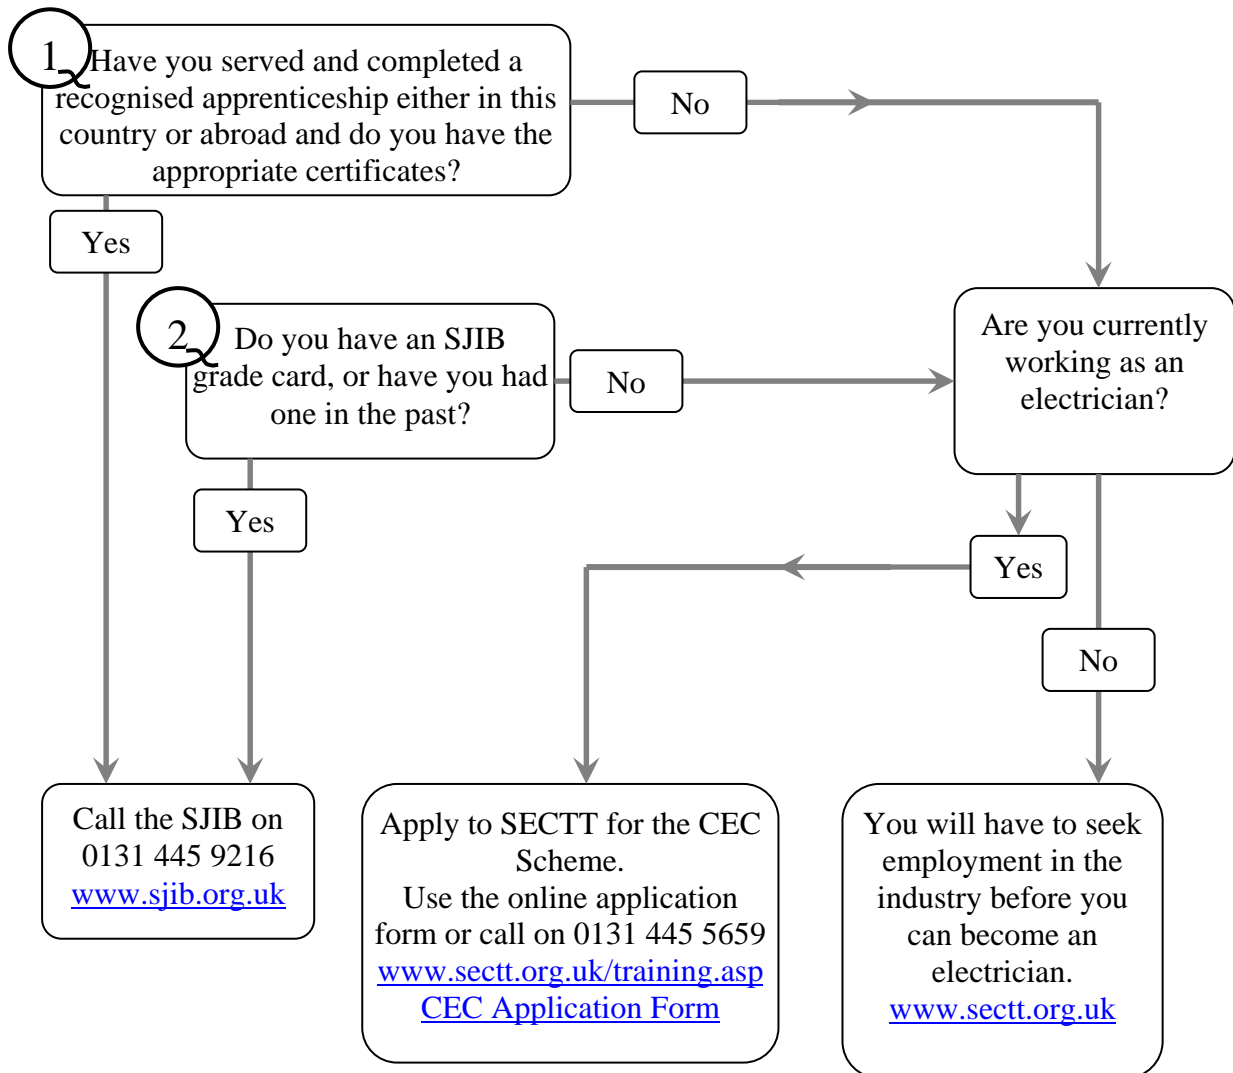 1
Have you served and completed a
recognised apprenticeship either in this
country or abroad and do you have the
appropriate certificates?
No
Yes
2
Do you have an SJIB
grade card, or have you had
one in the past?
No
Yes
Are you currently
working as an
electrician?
Yes
No
Call the SJIB on
0131 445 9216
www.sjib.org.uk
Apply to SECTT for the CEC
Scheme.
Use the online application
form or call on 0131 445 5659
www.sectt.org.uk/training.asp
CEC Application Form
You will have to seek
employment in the
industry before you
can become an
electrician.
www.sectt.org.uk